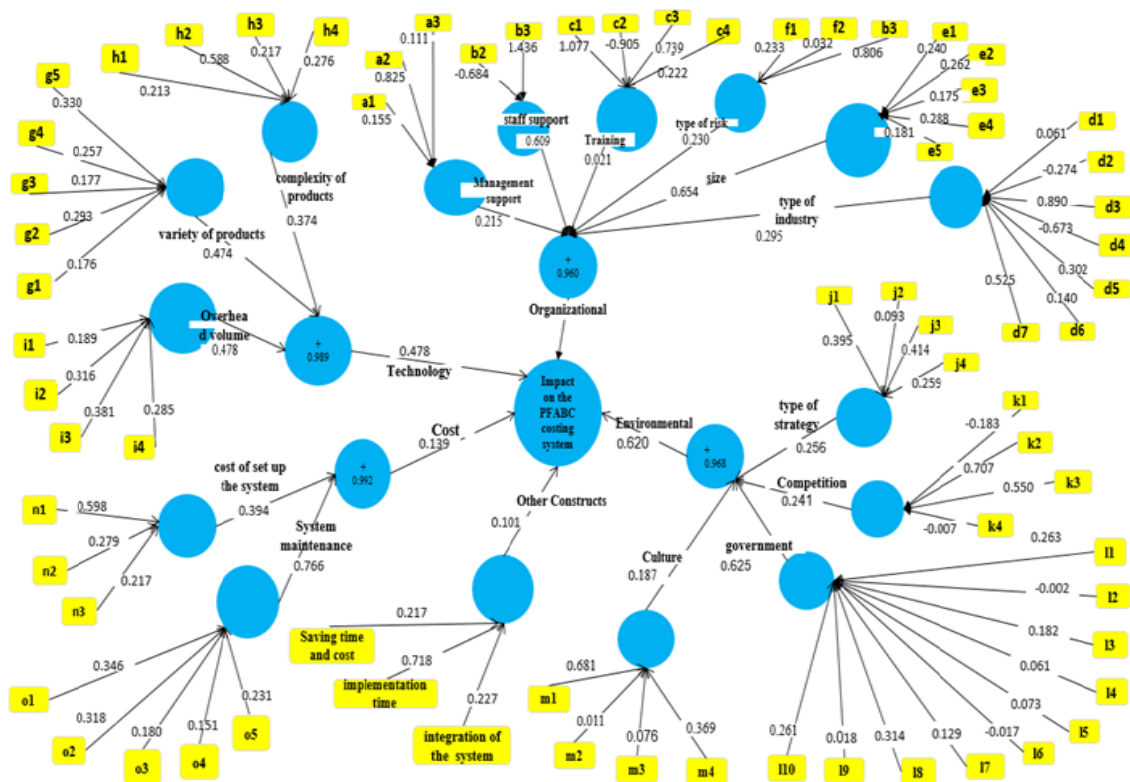 h1
0.213
h2
0.588
h3
0.217
h4
0.276
g5
0.330
g4
0.257
g3
0.177
g2
0.293
g1
0.176
complexity of
products
0.374
variety of products
0.474
a3
0.111
a2
0.825
a1
0.155
b2
-0.684
b3
1.436
c1
1.077
c2
-0.905
c3
0.739
c4
0.222
f1
0.233
f2
0.032
b3
0.806
e1
0.240
e2
0.262
e3
0.175
e4
0.288
e5
0.181
d1
0.061
d2
-0.274
d3
0.890
d4
-0.673
d5
0.302
d6
0.140
d7
0.525
staff support
0.609
Training
0.021
type of risk
0.230
Management
support
0.215
size
0.654
type of
industry
0.295
+
0.960
Organizational
Overhea
d volume
0.478
i1
0.189
i2
0.316
i3
0.381
i4
0.285
+
0.989
0.478
Technology
Impact
on the
PFABC
costing
system
Environmental
0.620
+
0.968
j1
0.395
j2
0.093
j3
0.414
j4
0.259
type of
strategy
0.256
k1
-0.183
k2
0.707
k3
0.550
k4
-0.007
Competition
0.241
Cost
0.139
+
0.992
cost of set up
the system
0.394
n1
0.598
n2
0.279
n3
0.217
System
maintenance
0.766
o1
0.346
o2
0.318
o3
0.180
o4
0.151
o5
0.231
Other Constructs
0.101
0.217
Saving time
and cost
0.718
implementation
time
0.227
integration of
the system
Culture
0.187
government
0.625
m1
0.681
m2
0.011
m3
0.076
m4
0.369
0.263
l1
-0.002
l2
0.182
l3
0.061
l4
0.073
l5
-0.017
l6
0.129
l7
0.314
l8
0.018
l9
0.261
l10